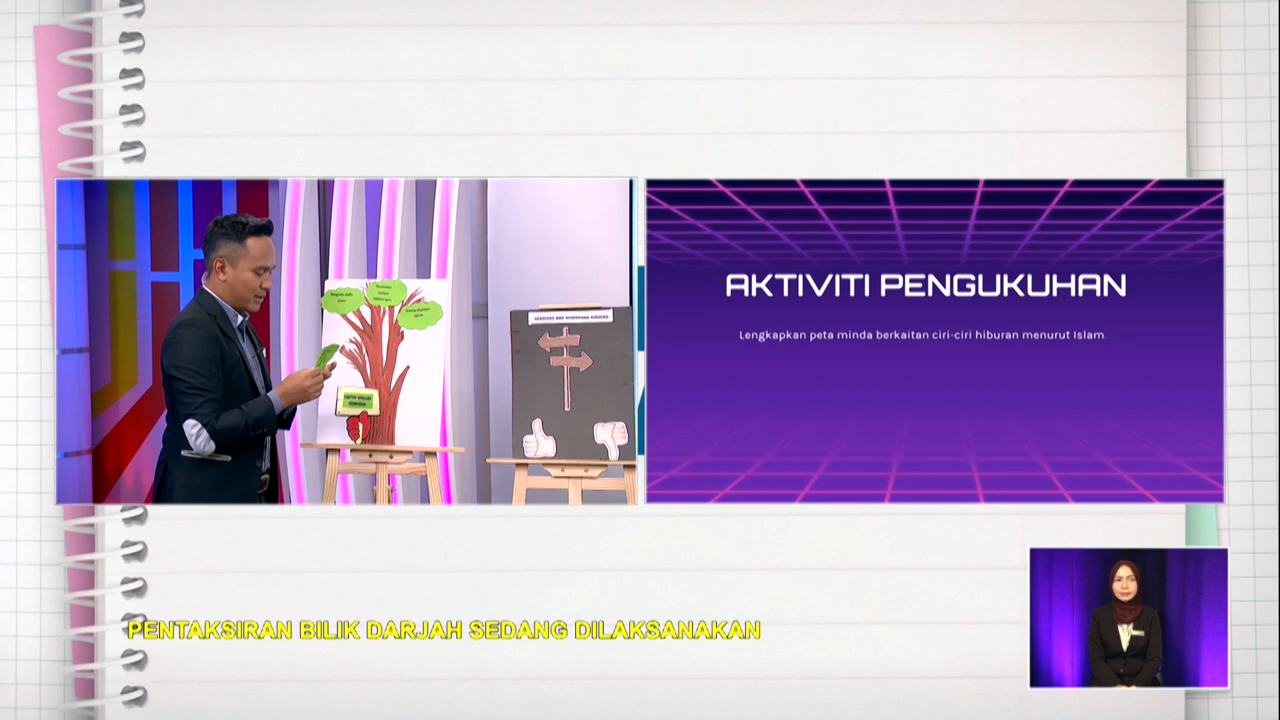 AKTIVITI PENGUKUHAN
Lengkapkan peta minda berkaitan ciri-ciri hiburan menurut Islam.
PENTAKSIRAN BILIK DARJAH SEDANG DILAKSANAKAN